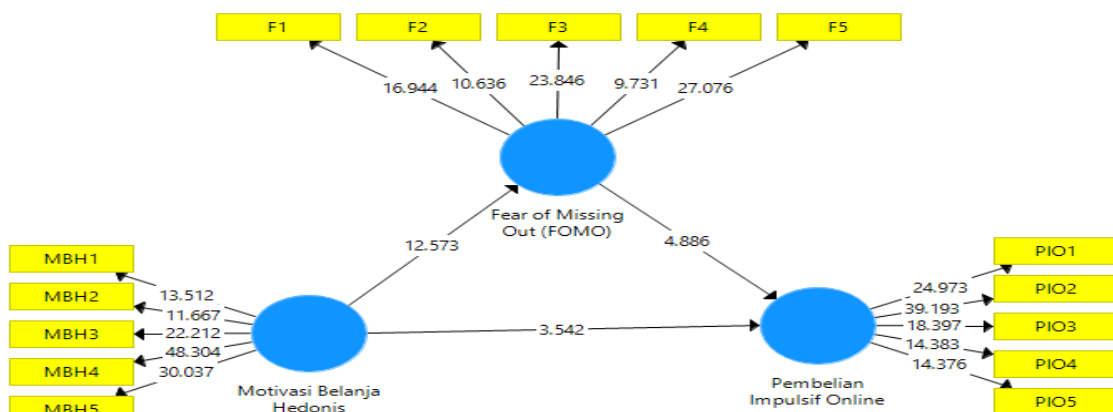 F1 F2 F3 F4 F5
16.944 10.636 23.846 9.731 27.076
Fear of Missing
Out (FOMO)
12.573
4.886
MBH1
MBH2
MBH3
MBH4
MBH5
13.512
11.667
22.212
48.304
30.037
Motivasi Belanja
Hedonis
3.542
Pembelian
Impulsif Online
24.973
39.193
18.397
14.383
14.376
PIO1
PIO2
PIO3
PIO4
PIO5